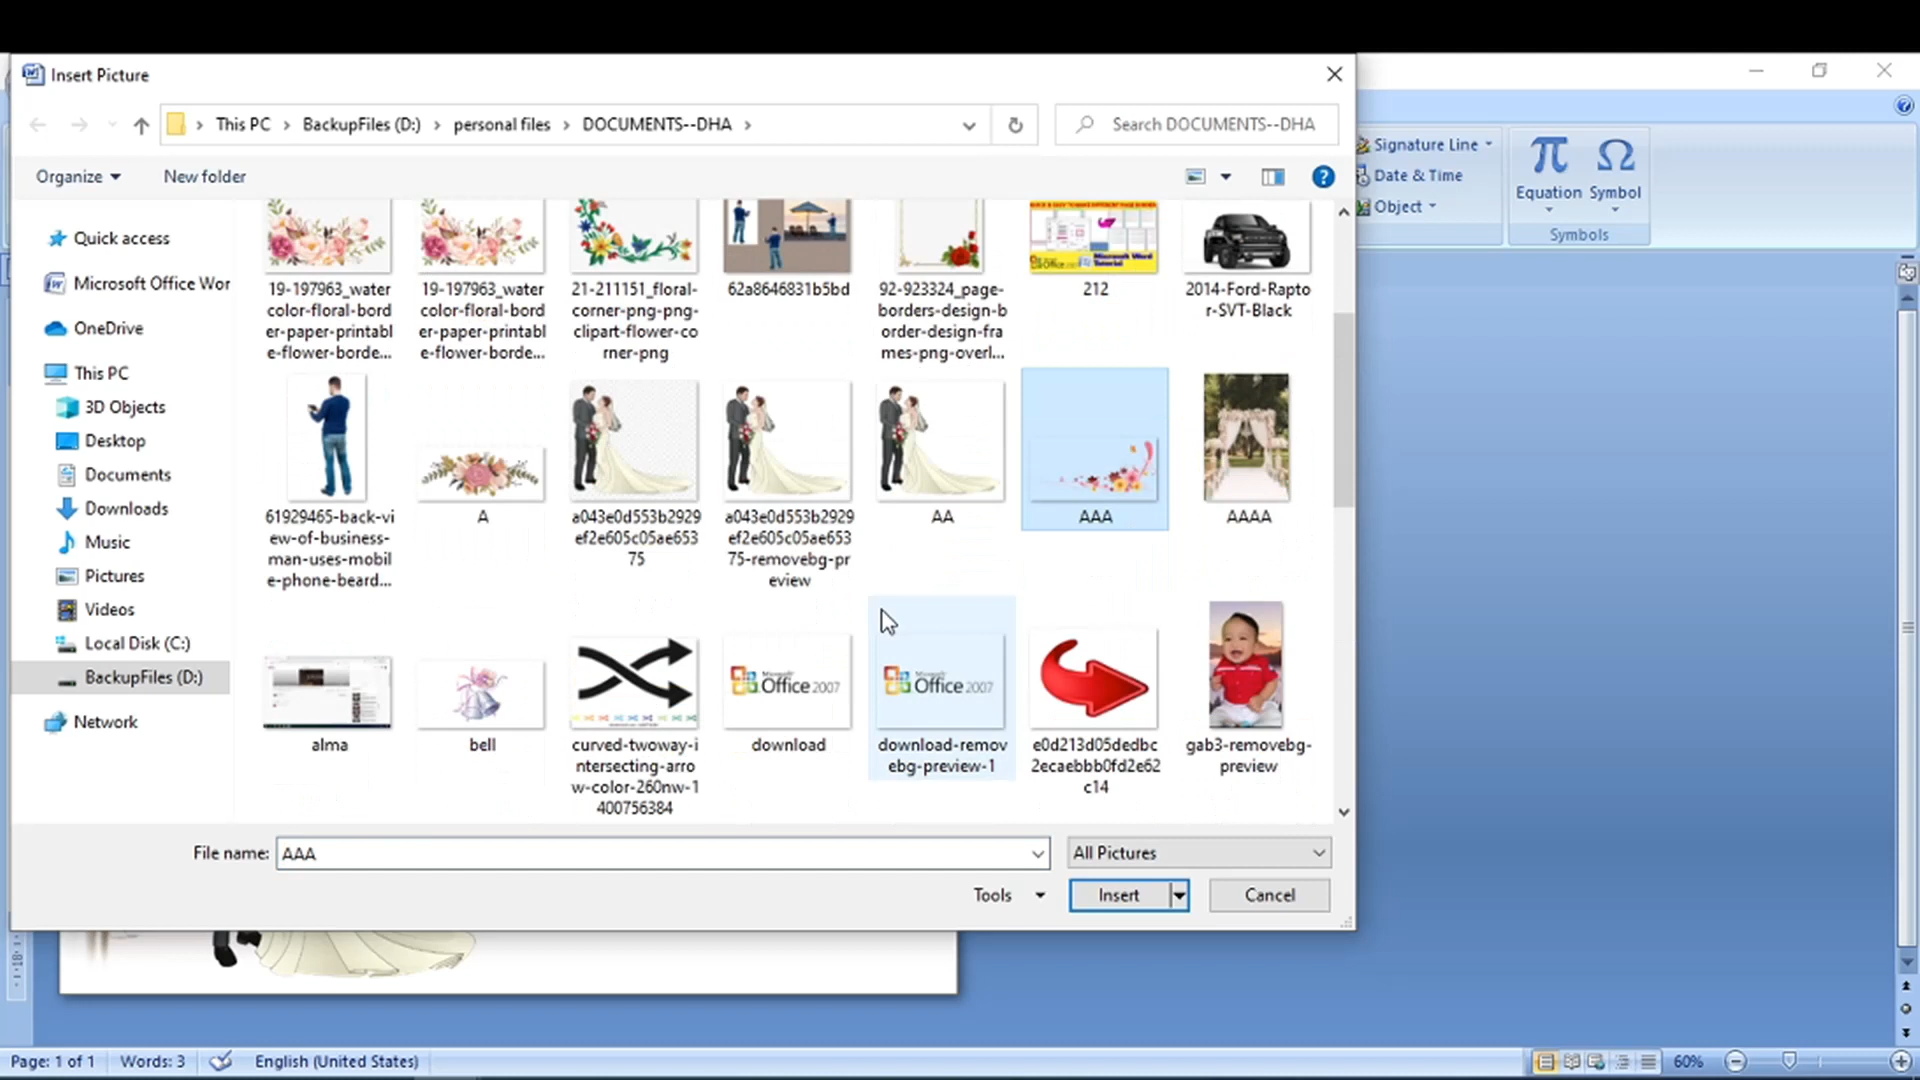 Insert Picture
This PC
BackupFiles (D:)
personal files
DOCUMENTS--DHA
Search DOCUMENTS--DHA
Signature Line
Date & Time
Object
Equation
Symbol
Symbols
Organize
New folder
Quick access
Microsoft Office Wor
OneDrive
This PC
3D Objects
Desktop
Documents
Downloads
Music
Pictures
Videos
Local Disk (C:)
BackupFiles (D:)
Network
19-197963_water
color-floral-bord
er-paper-printabl
e-flower-borde...
19-197963_water
color-floral-bord
er-paper-printabl
e-flower-borde...
21-211151_floral-
corner-png-png-
clipart-flower-co
rner-png
62a8646831b5bd
92-923324_page-
borders-design-b
order-design-fra
mes-png-overl...
Microsoft Word
Tutorial
212
2014-Ford-Rapto
r-SVT-Black
61929465-back-vi
ew-of-business-
man-uses-mobil
e-phone-beard...
A
a043e0d553b2929
ef2e605c05ae653
75
a043e0d553b2929
ef2e605c05ae653
75-removebg-pr
eview
AA
AAA
AAAA
alma
bell
curved-twoway-i
ntersecting-arro
w-color-260nw-1
400756384
Microsoft
Office 2007
download
Microsoft
Office 2007
download-remov
ebg-preview-1
e0d213d05dedbc
2ecaebbb0fd2e62
c14
gab3-removebg-
preview
File name:
AAA
All Pictures
Tools
Insert
Cancel
Page: 1 of 1
Words: 3
English (United States)
60%